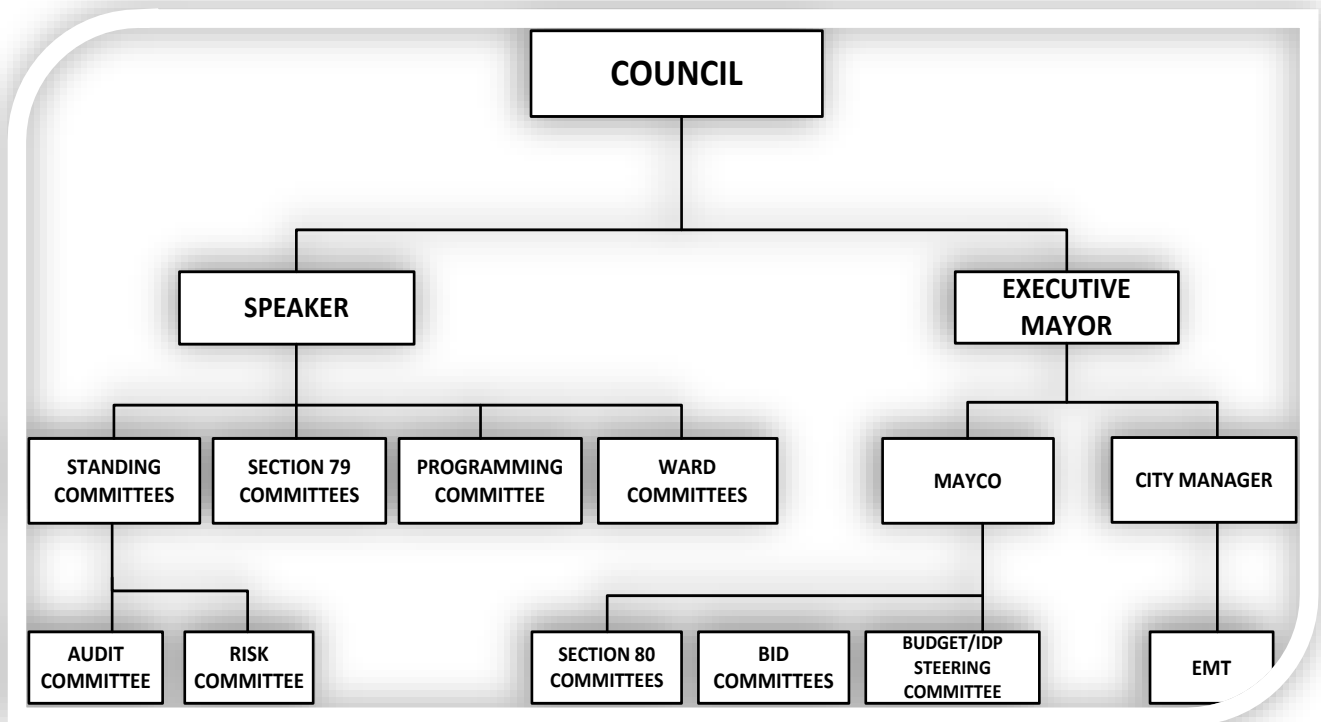 COUNCIL
SPEAKER
EXECUTIVE
MAYOR
STANDING
COMMITTEES
SECTION 79
COMMITTEES
PROGRAMMING
COMMITTEE
WARD
COMMITTEES
MAYCO
CITY MANAGER
AUDIT
COMMITTEE
RISK
COMMITTEE
SECTION 80
COMMITTEES
BID
COMMITTEES
BUDGET/IDP
STEERING
COMMITTEE
EMT